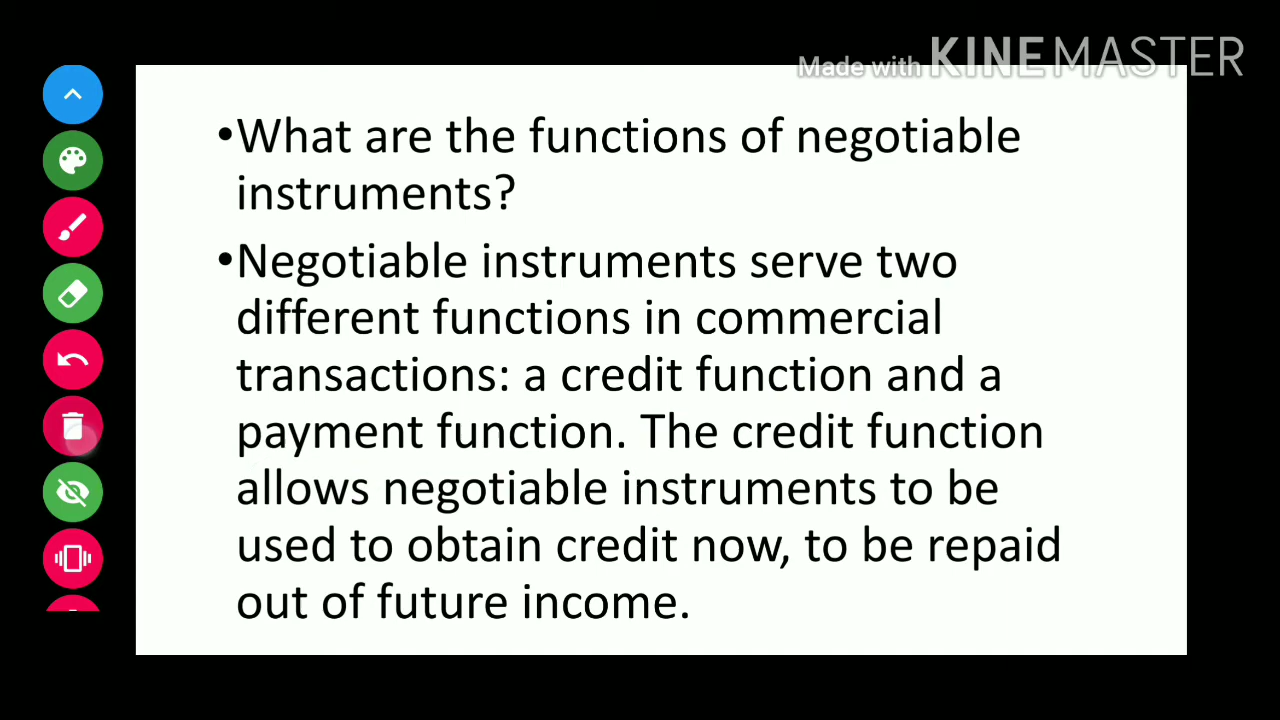 Made with KINEMASTER
•What are the functions of negotiable
instruments?
•Negotiable instruments serve two
different functions in commercial
transactions: a credit function and a
payment function. The credit function
allows negotiable instruments to be
used to obtain credit now, to be repaid
out of future income.